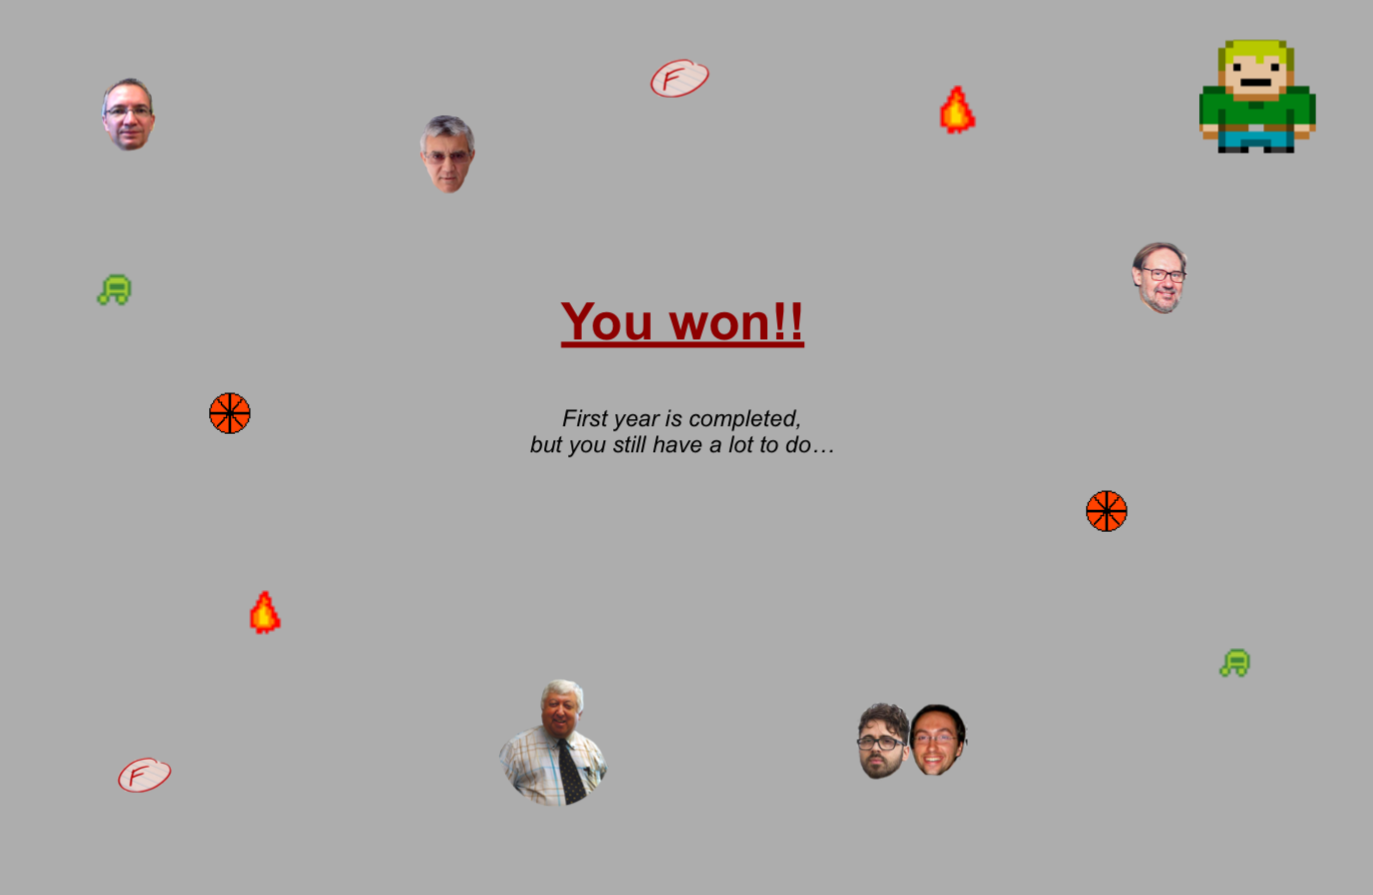 F
You won!!
First year is completed,
but you still have a lot to do…
F